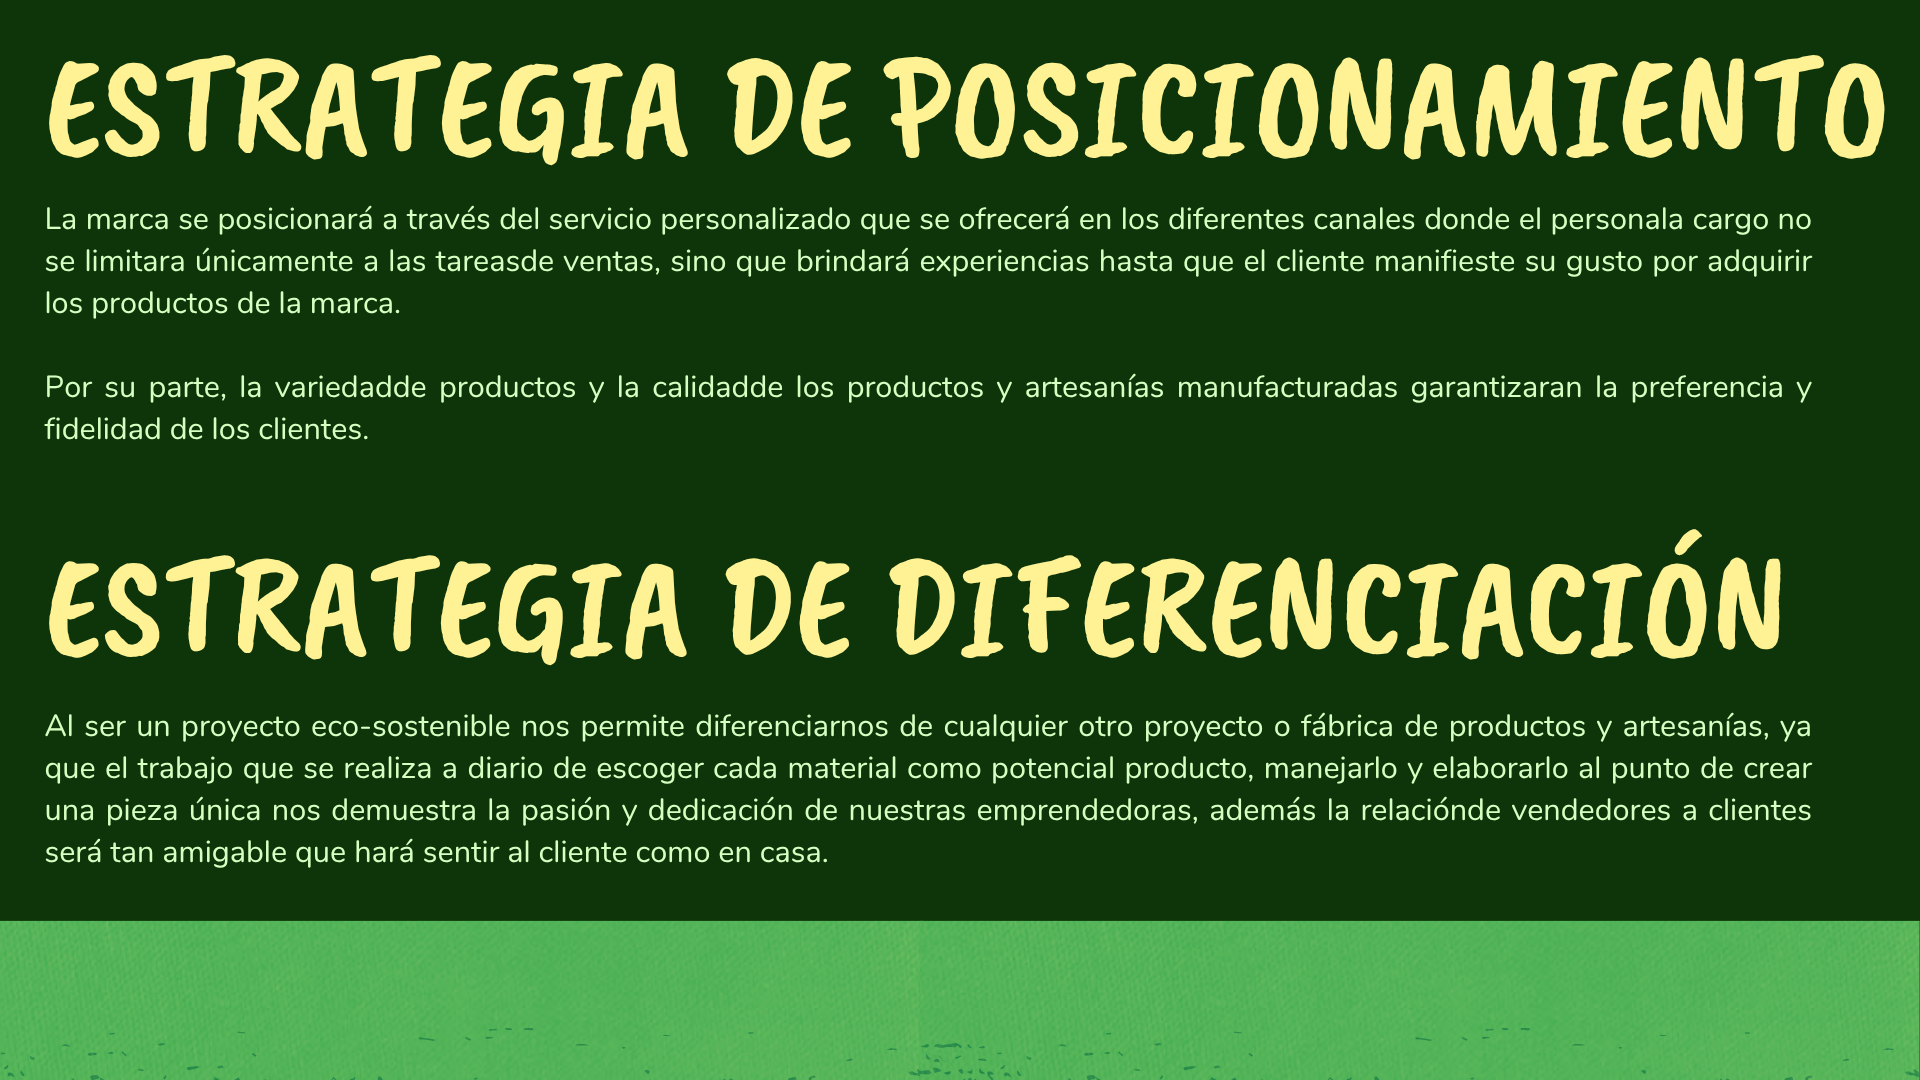 ESTRATEGIA DE POSICIONAMIENTO
La marca se posicionará a través del servicio personalizado que se ofrecerá en los diferentes canales donde el personala cargo no
se limitara únicamente a las tareasde ventas, sino que brindará experiencias hasta que el cliente manifieste su gusto por adquirir
los productos de la marca.
Por su parte, la variedadde productos y la calidadde los productos y artesanías manufacturadas garantizaran la preferencia y
fidelidad de los clientes.
ESTRATEGIA DE DIFERENCIACIÓN
Al ser un proyecto eco-sostenible nos permite diferenciarnos de cualquier otro proyecto o fábrica de productos y artesanías, ya
que el trabajo que se realiza a diario de escoger cada material como potencial producto, manejarlo y elaborarlo al punto de crear
una pieza única nos demuestra la pasión y dedicación de nuestras emprendedoras, además la relaciónde vendedores a clientes
será tan amigable que hará sentir al cliente como en casa.